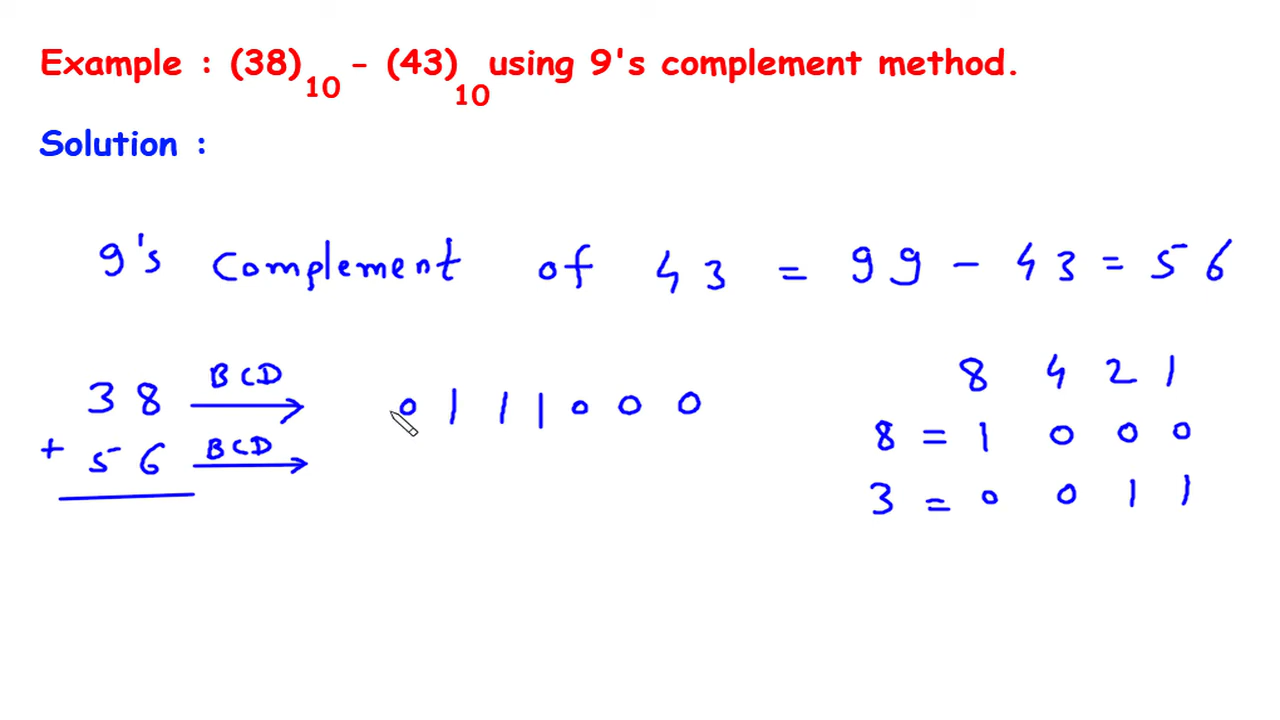 Example : (38)10 - (43)10 using 9's complement method.
Solution :
9's complement of 43 = 99 - 43 = 56
8 4 2 1
38 BCD 0 1 1 1 0 0 0
8 = 1 0 0 0
+ 56 BCD
3 = 0 0 1 1